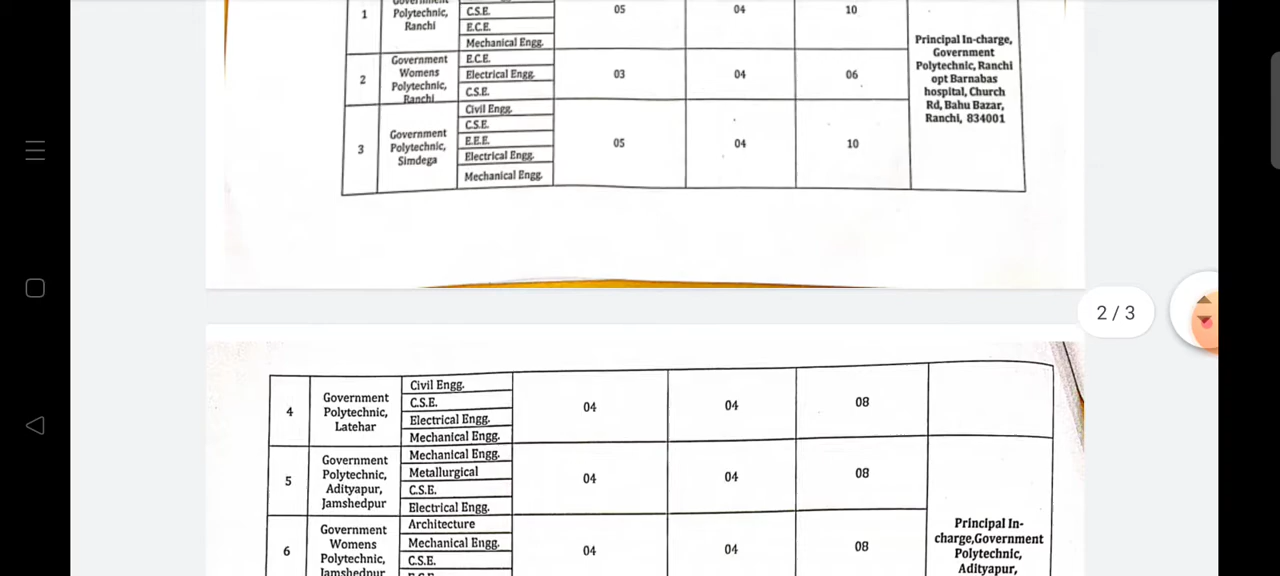 1
Government
Polytechnic,
Ranchi
C.S.E.
E.C.E.
Mechanical Engg.
05
04
10
Principal In-charge,
Government
Polytechnic, Ranchi
opt Barnabas
hospital, Church
Rd, Bahu Bazar,
Ranchi, 834001
2
Government
Womens
Polytechnic,
Ranchi
E.C.E.
Electrical Engg.
C.S.E.
03
04
06
3
Government
Polytechnic,
Simdega
Civil Engg.
C.S.E.
E.E.E.
Electrical Engg.
Mechanical Engg.
05
04
10
2 / 3
4
Government
Polytechnic,
Latehar
Civil Engg.
C.S.E.
Electrical Engg.
Mechanical Engg.
04
04
08
5
Government
Polytechnic,
Adityapur,
Jamshedpur
Mechanical Engg.
Metallurgical
C.S.E.
Electrical Engg.
04
04
08
6
Government
Womens
Polytechnic,
Jamshedpur
Architecture
Mechanical Engg.
C.S.E.
E.C.E.
04
04
08
Principal In-
charge,Government
Polytechnic,
Adityapur,